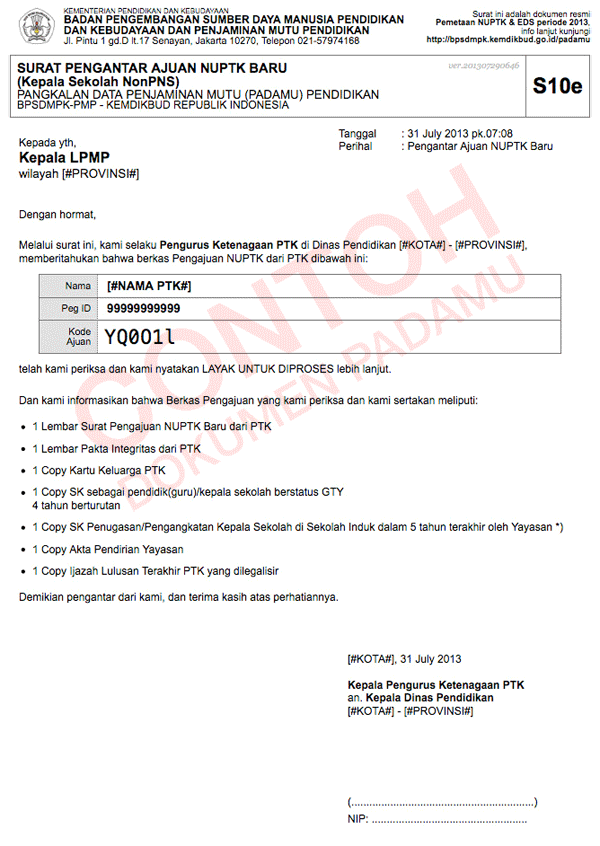 KEMENTERIAN PENDIDIKAN DAN KEBUDAYAAN
BADAN PENGEMBANGAN SUMBER DAYA MANUSIA PENDIDIKAN
DAN KEBUDAYAAN DAN PENJAMINAN MUTU PENDIDIKAN
Jl. Pintu 1 gd.D lt.17 Senayan, Jakarta 10270, Telepon 021-57974168
Surat ini adalah dokumen resmi
Pemetaan NUPTK & EDS periode 2013,
info lanjut kunjungi
http://bpsdmpk.kemdikbud.go.id/padamu
SURAT PENGANTAR AJUAN NUPTK BARU
(Kepala Sekolah NonPNS)
PANGKALAN DATA PENJAMINAN MUTU (PADAMU) PENDIDIKAN
BPSDMPK-PMP - KEMDIKBUD REPUBLIK INDONESIA
ver.201307290646
S10e
Tanggal : 31 July 2013 pk.07:08
Perihal : Pengantar Ajuan NUPTK Baru
Kepada yth,
Kepala LPMP
wilayah [#PROVINSI#]
Dengan hormat,
Melalui surat ini, kami selaku Pengurus Ketenagaan PTK di Dinas Pendidikan [#KOTA#] - [#PROVINSI#],
memberitahukan bahwa berkas Pengajuan NUPTK dari PTK dibawah ini:
Nama [#NAMA PTK#]
Peg ID 99999999999
Kode Ajuan YQ0O1l
telah kami periksa dan kami nyatakan LAYAK UNTUK DIPROSES lebih lanjut.
Dan kami informasikan bahwa Berkas Pengajuan yang kami periksa dan kami sertakan meliputi:
• 1 Lembar Surat Pengajuan NUPTK Baru dari PTK
• 1 Lembar Pakta Integritas dari PTK
• 1 Copy Kartu Keluarga PTK
• 1 Copy SK sebagai pendidik(guru)/kepala sekolah berstatus GTY
4 tahun berturutan
• 1 Copy SK Penugasan/Pengangkatan Kepala Sekolah di Sekolah Induk dalam 5 tahun terakhir oleh Yayasan *)
• 1 Copy Akta Pendirian Yayasan
• 1 Copy Ijazah Lulusan Terakhir PTK yang dilegalisir
Demikian pengantar dari kami, dan terima kasih atas perhatiannya.
[#KOTA#], 31 July 2013
Kepala Pengurus Ketenagaan PTK
an. Kepala Dinas Pendidikan
[#KOTA#] - [#PROVINSI#]
(..............................................................)
NIP: .....................................................
CONTOH
DOKUMEN PADAMU